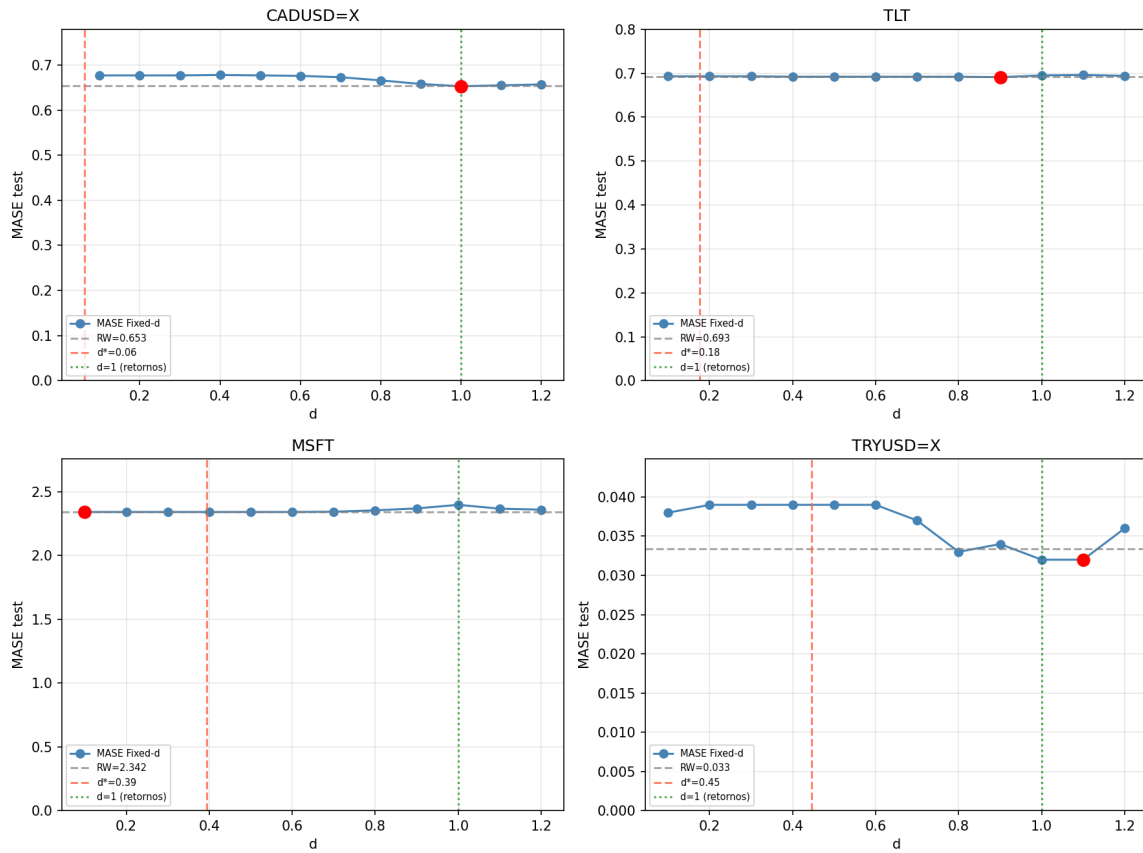 CADUSD=X
MASE test
0.7
0.6
0.5
0.4
0.3
0.2
0.1
0.0
MASE Fixed-d
RW=0.653
d*=0.06
d=1 (retornos)
0.2 0.4 0.6 0.8 1.0 1.2
d
TLT
MASE test
0.8
0.7
0.6
0.5
0.4
0.3
0.2
0.1
0.0
MASE Fixed-d
RW=0.693
d*=0.18
d=1 (retornos)
0.2 0.4 0.6 0.8 1.0 1.2
d
MSFT
MASE test
2.5
2.0
1.5
1.0
0.5
0.0
MASE Fixed-d
RW=2.342
d*=0.39
d=1 (retornos)
0.2 0.4 0.6 0.8 1.0 1.2
d
TRYUSD=X
MASE test
0.040
0.035
0.030
0.025
0.020
0.015
0.010
0.005
0.000
MASE Fixed-d
RW=0.033
d*=0.45
d=1 (retornos)
0.2 0.4 0.6 0.8 1.0 1.2
d